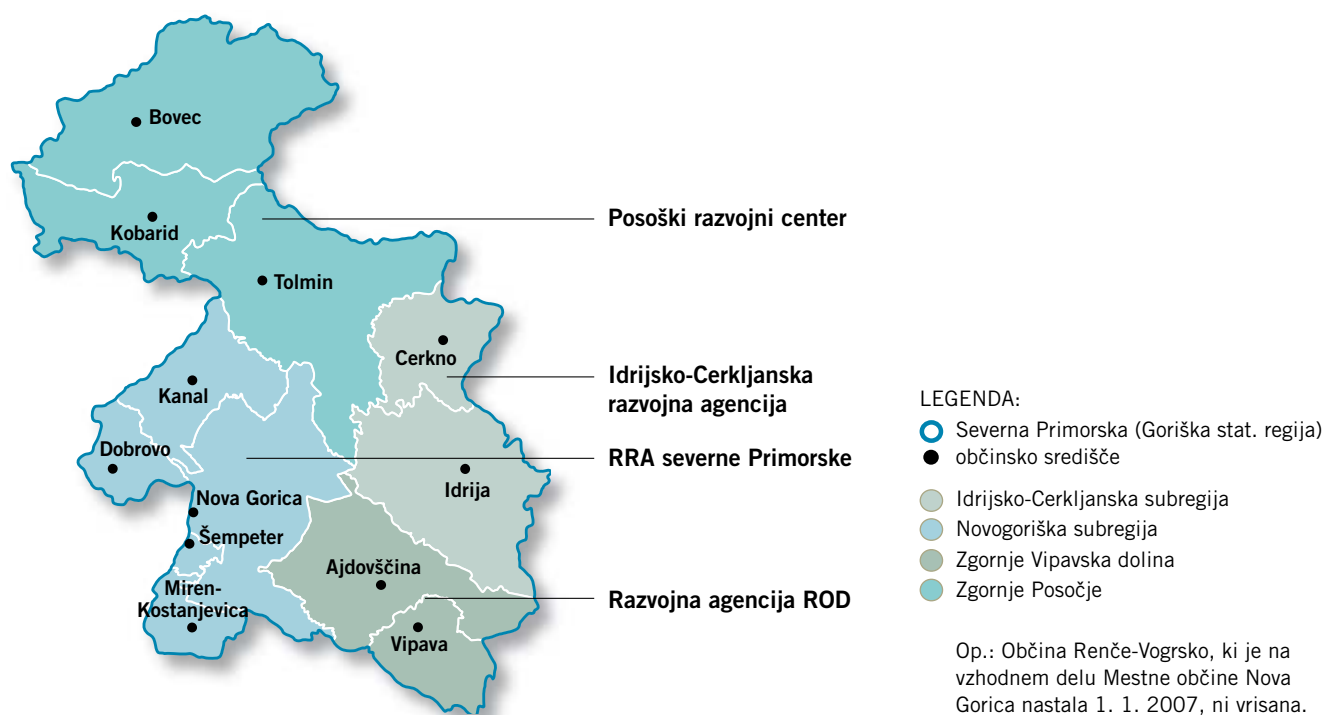 Bovec
Kobarid
Tolmin
Cerkno
Kanal
Dobrovo
Nova Gorica
Idrija
Šempeter
Ajdovščina
Miren-
Kostanjevica
Vipava
Posoški razvojni center
Idrijsko-Cerkljanska
razvojna agencija
RRA severne Primorske
Razvojna agencija ROD
LEGENDA:
Severna Primorska (Goriška stat. regija)
občinsko središče
Idrijsko-Cerkljanska subregija
Novogoriška subregija
Zgornje Vipavska dolina
Zgornje Posočje
Op.: Občina Renče-Vogrsko, ki je na
vzhodnem delu Mestne občine Nova
Gorica nastala 1. 1. 2007, ni vrisana.